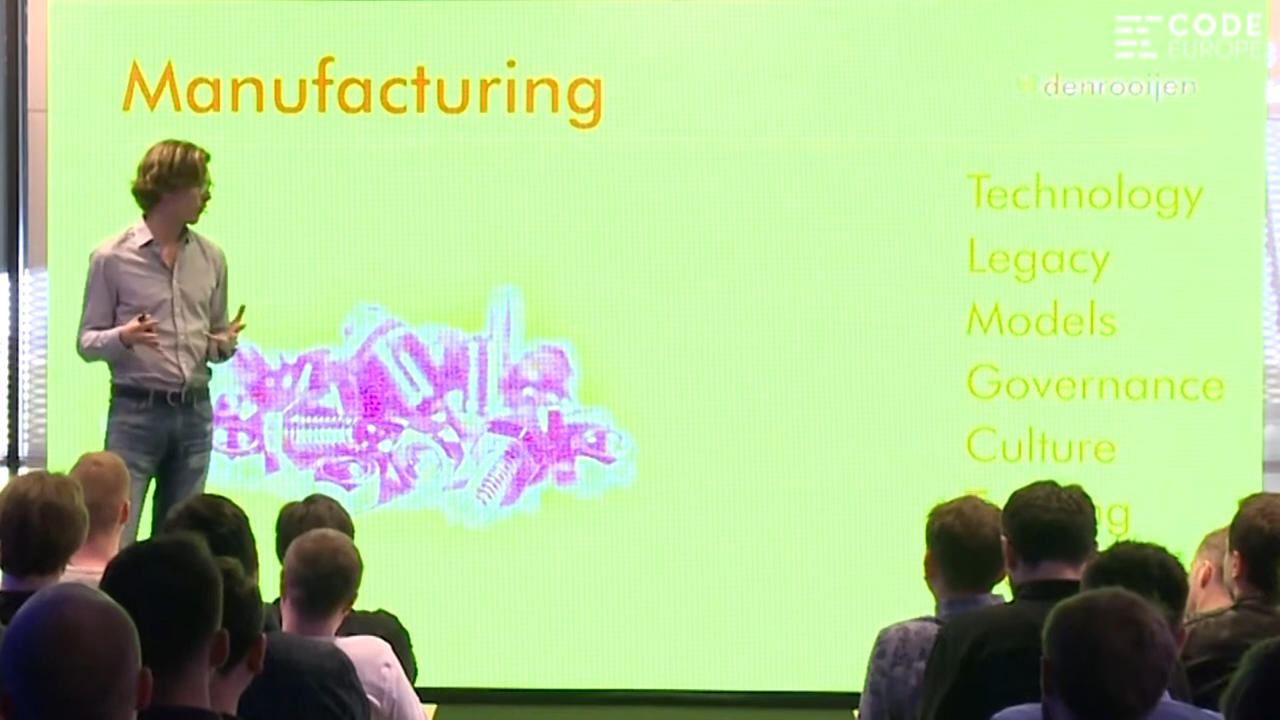 CODE
EUROPE
Manufacturing
denrooijen
Technology
Legacy
Models
Governance
Culture